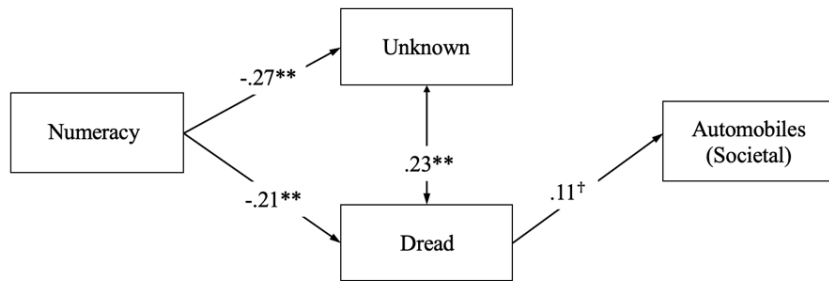 Unknown
-.27**
Numeracy
Automobiles
(Societal)
.23**
-.21**
.11†
Dread